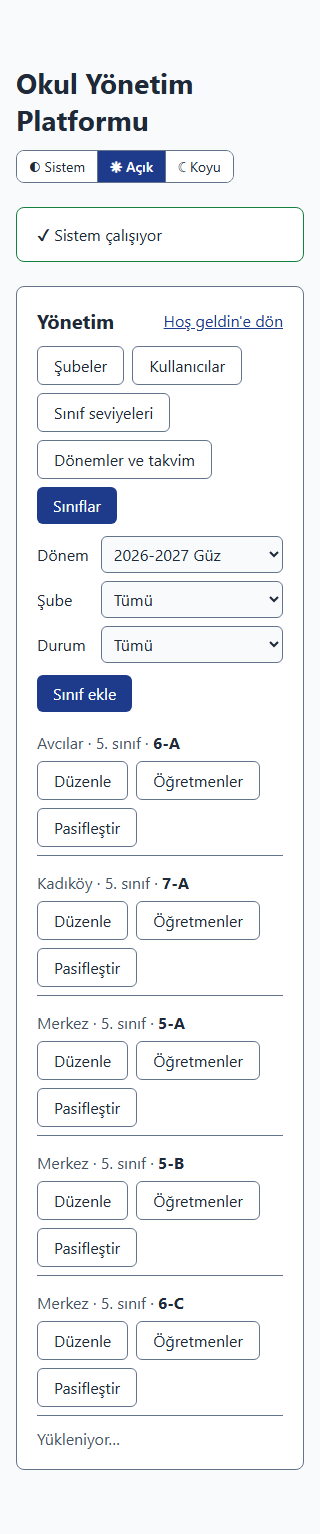 Okul Yönetim
Platformu
Sistem Açık Koyu
✓ Sistem çalışıyor
Yönetim Hoş geldin'e dön
Şubeler Kullanıcılar
Sınıf seviyeleri
Dönemler ve takvim
Sınıflar
Dönem 2026-2027 Güz
Şube Tümü
Durum Tümü
Sınıf ekle
Avcılar · 5. sınıf · 6-A
Düzenle Öğretmenler
Pasifleştir
Kadıköy · 5. sınıf · 7-A
Düzenle Öğretmenler
Pasifleştir
Merkez · 5. sınıf · 5-A
Düzenle Öğretmenler
Pasifleştir
Merkez · 5. sınıf · 5-B
Düzenle Öğretmenler
Pasifleştir
Merkez · 5. sınıf · 6-C
Düzenle Öğretmenler
Pasifleştir
Yükleniyor...